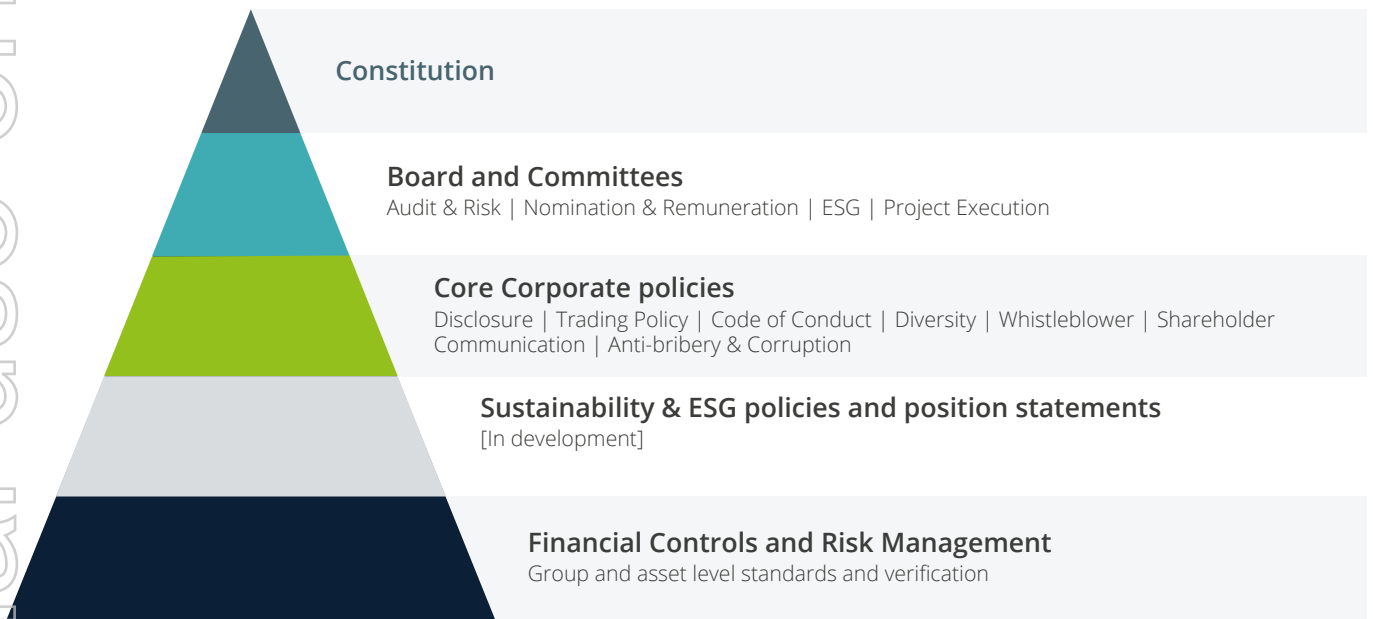 Constitution
Board and Committees
Audit & Risk | Nomination & Remuneration | ESG | Project Execution
Core Corporate policies
Disclosure | Trading Policy | Code of Conduct | Diversity | Whistleblower | Shareholder
Communication | Anti-bribery & Corruption
Sustainability & ESG policies and position statements
[In development]
Financial Controls and Risk Management
Group and asset level standards and verification